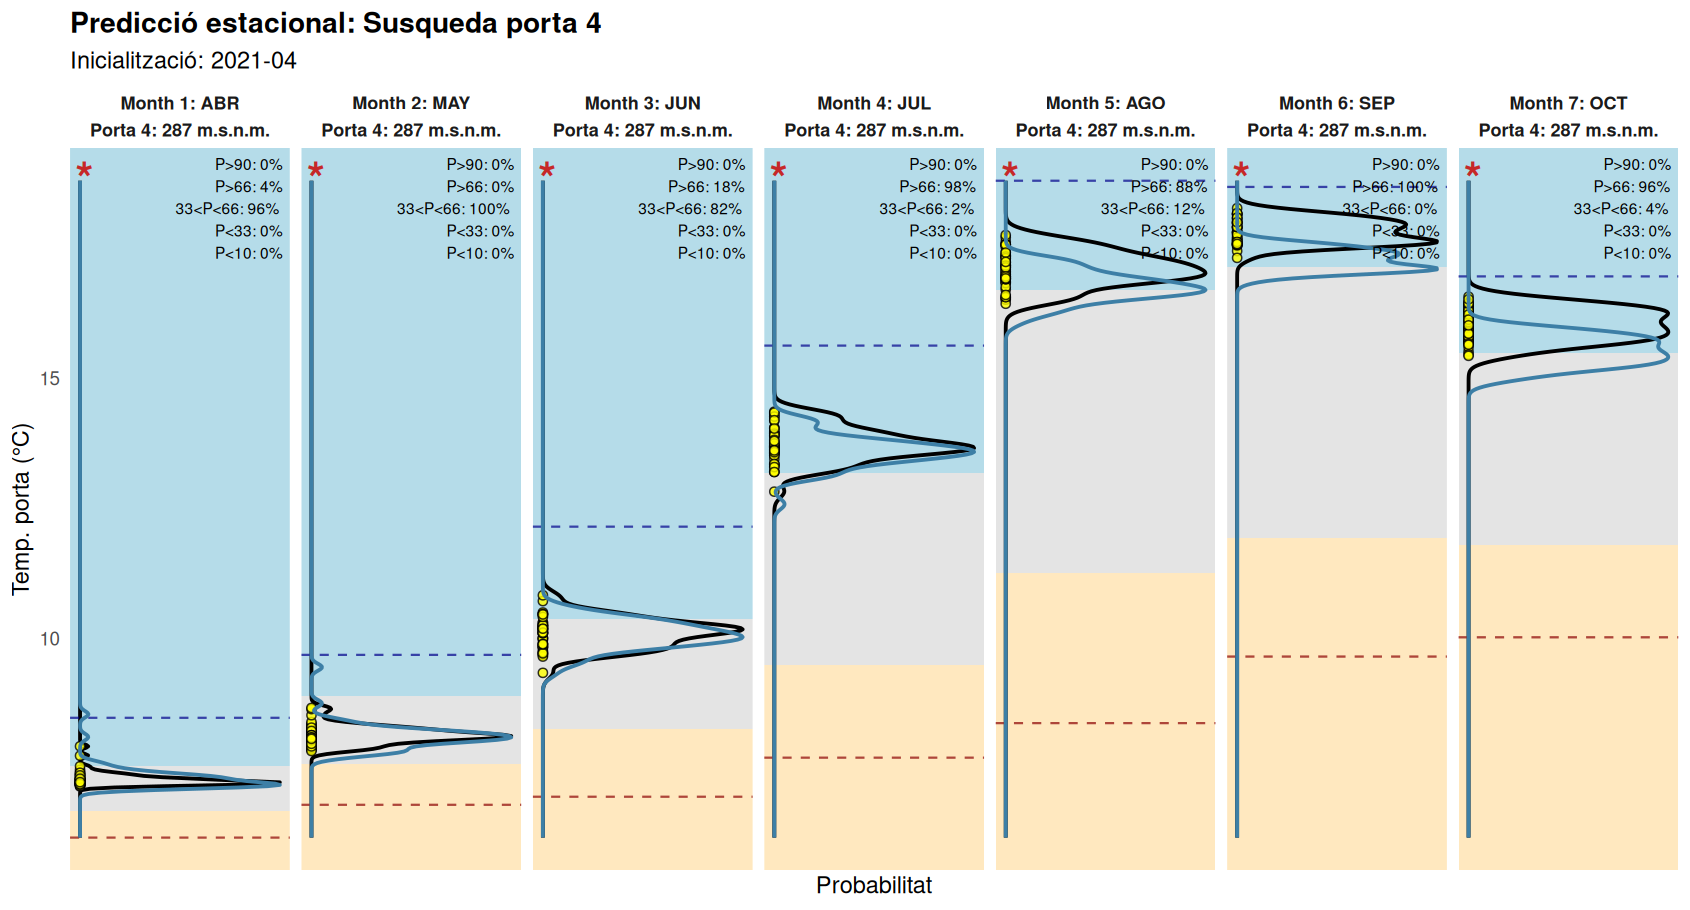 Predicció estacional: Susqueda porta 4
Inicialització: 2021-04
Month 1: ABR
Porta 4: 287 m.s.n.m.
Month 2: MAY
Porta 4: 287 m.s.n.m.
Month 3: JUN
Porta 4: 287 m.s.n.m.
Month 4: JUL
Porta 4: 287 m.s.n.m.
Month 5: AGO
Porta 4: 287 m.s.n.m.
Month 6: SEP
Porta 4: 287 m.s.n.m.
Month 7: OCT
Porta 4: 287 m.s.n.m.
*
P>90: 0%
P>66: 4%
33<P<66: 96%
P<33: 0%
P<10: 0%
*
P>90: 0%
P>66: 0%
33<P<66: 100%
P<33: 0%
P<10: 0%
*
P>90: 0%
P>66: 18%
33<P<66: 82%
P<33: 0%
P<10: 0%
*
P>90: 0%
P>66: 98%
33<P<66: 2%
P<33: 0%
P<10: 0%
*
P>90: 0%
P>66: 88%
33<P<66: 12%
P<33: 0%
P<10: 0%
*
P>90: 0%
P>66: 100%
33<P<66: 0%
P<33: 0%
P<10: 0%
*
P>90: 0%
P>66: 96%
33<P<66: 4%
P<33: 0%
P<10: 0%
15
10
Temp. porta (°C)
Probabilitat